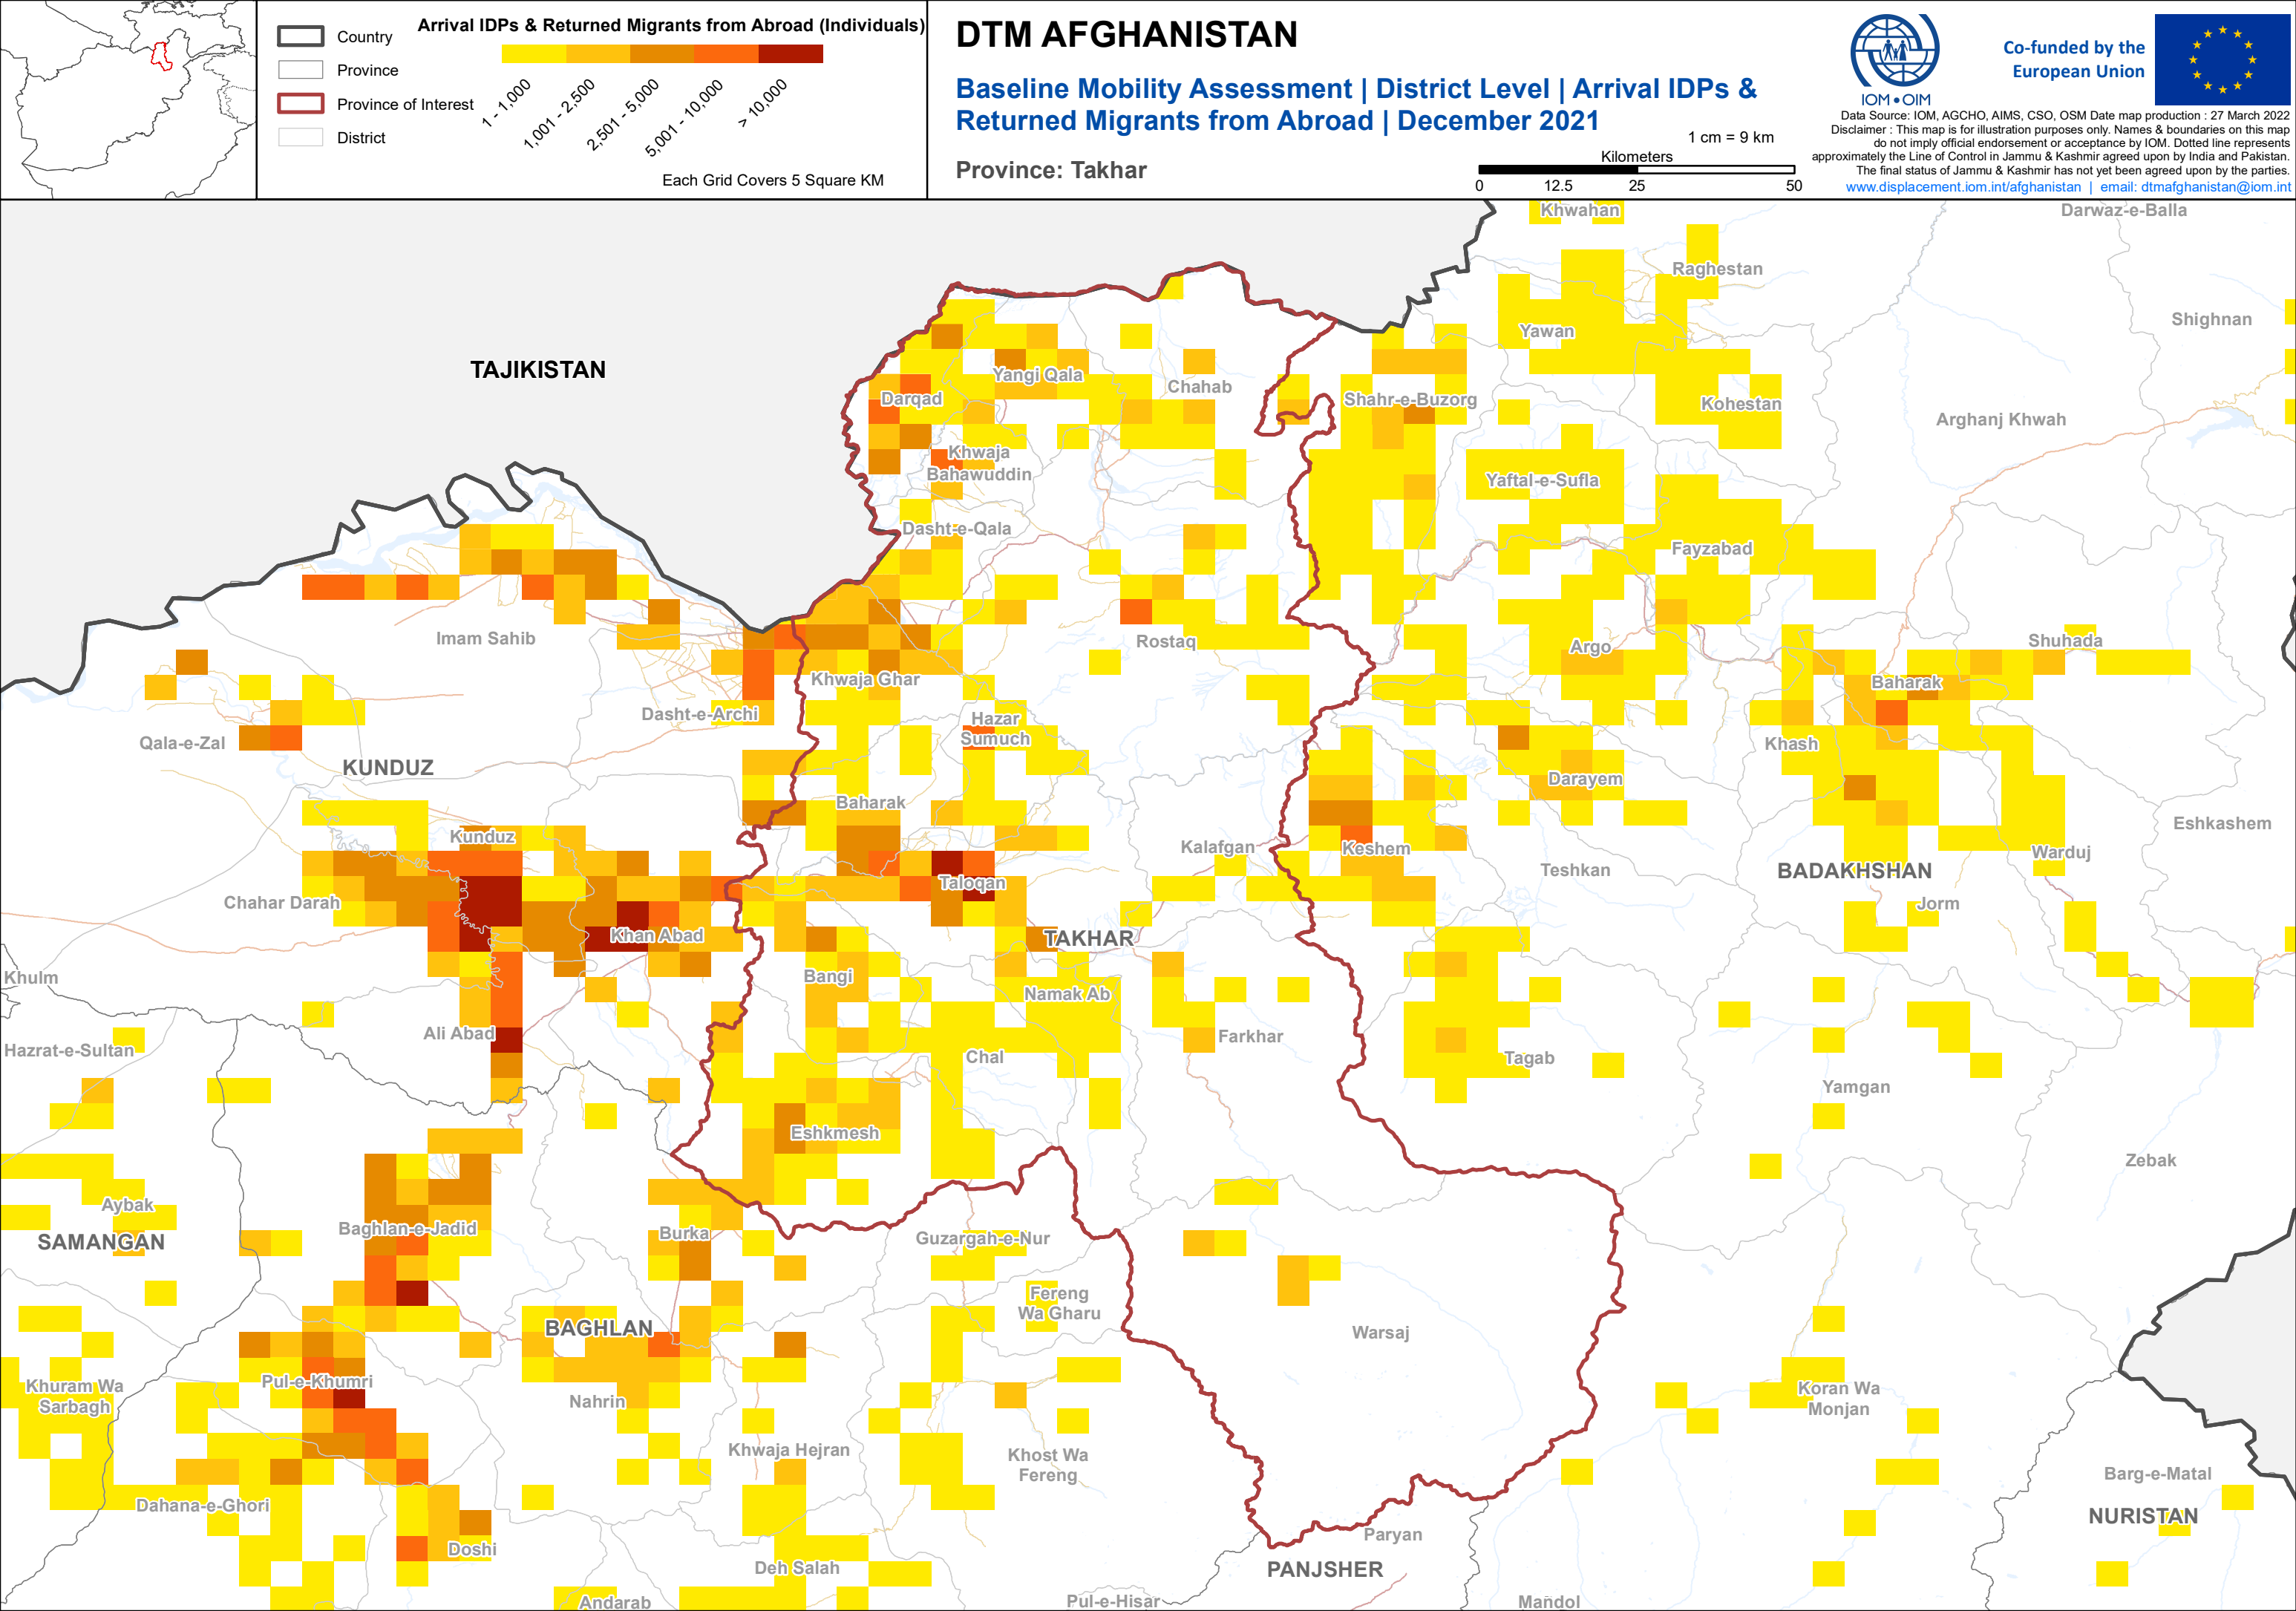 Country
Province
Province of Interest
District
Arrival IDPs & Returned Migrants from Abroad (Individuals)
1 - 1,000
1,001 - 2,500
2,501 - 5,000
5,001 - 10,000
> 10,000
Each Grid Covers 5 Square KM
DTM AFGHANISTAN
Baseline Mobility Assessment | District Level | Arrival IDPs &
Returned Migrants from Abroad | December 2021
Province: Takhar
1 cm = 9 km
Kilometers
0 12.5 25 50
IOM • OIM
Co-funded by the
European Union
Data Source: IOM, AGCHO, AIMS, CSO, OSM Date map production : 27 March 2022
Disclaimer : This map is for illustration purposes only. Names & boundaries on this map
do not imply official endorsement or acceptance by IOM. Dotted line represents
approximately the Line of Control in Jammu & Kashmir agreed upon by India and Pakistan.
The final status of Jammu & Kashmir has not yet been agreed upon by the parties.
www.displacement.iom.int/afghanistan | email: dtmafghanistan@iom.int
Khwahan
Darwaz-e-Balla
Raghestan
Shighnan
Yawan
TAJIKISTAN
Yangi Qala
Chahab
Darqad
Shahr-e-Buzorg
Kohestan
Arghanj Khwah
Khwaja
Bahawuddin
Yaftal-e-Sufla
Dasht-e-Qala
Fayzabad
Imam Sahib
Rostaq
Argo
Shuhada
Khwaja Ghar
Baharak
Dasht-e-Archi
Hazar
Sumuch
Qala-e-Zal
Khash
KUNDUZ
Darayem
Baharak
Eshkashem
Kunduz
Kalafgan
Keshem
Warduj
Teshkan
BADAKHSHAN
Taloqan
Chahar Darah
Jorm
Khan Abad
TAKHAR
Khulm
Bangi
Namak Ab
Ali Abad
Farkhar
Hazrat-e-Sultan
Chal
Tagab
Yamgan
Eshkmesh
Zebak
Aybak
Baghlan-e-Jadid
Burka
Guzargah-e-Nur
SAMANGAN
Fereng
Wa Gharu
BAGHLAN
Warsaj
Pul-e-Khumri
Khuram Wa
Sarbagh
Koran Wa
Monjan
Nahrin
Khwaja Hejran
Khost Wa
Fereng
Barg-e-Matal
Dahana-e-Ghori
NURISTAN
Paryan
Doshi
Deh Salah
PANJSHER
Andarab
Pul-e-Hisar
Mandol